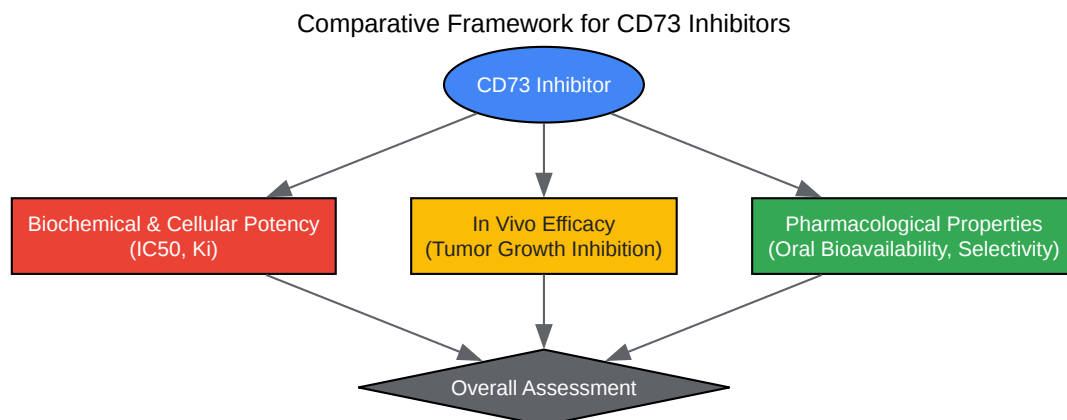 Comparative Framework for CD73 Inhibitors
CD73 Inhibitor
Biochemical & Cellular Potency
(IC50, Ki)
In Vivo Efficacy
(Tumor Growth Inhibition)
Pharmacological Properties
(Oral Bioavailability, Selectivity)
Overall Assessment